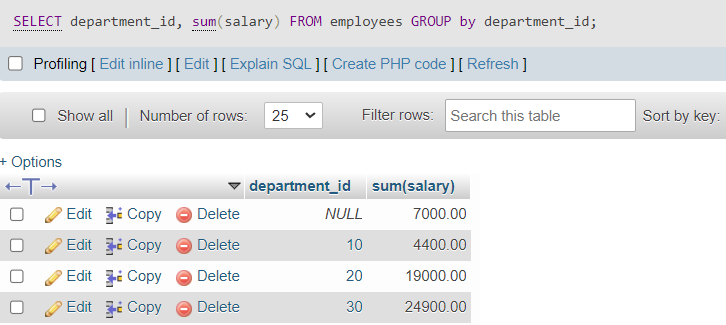 SELECT department_id, sum(salary) FROM employees GROUP by department_id;
Profiling [ Edit inline ] [ Edit ] [ Explain SQL ] [ Create PHP code ] [ Refresh ]
Show all | Number of rows: 25 Filter rows: Search this table Sort by key:
+ Options
←T→ department_id sum(salary)
Edit Copy Delete NULL 7000.00
Edit Copy Delete 10 4400.00
Edit Copy Delete 20 19000.00
Edit Copy Delete 30 24900.00